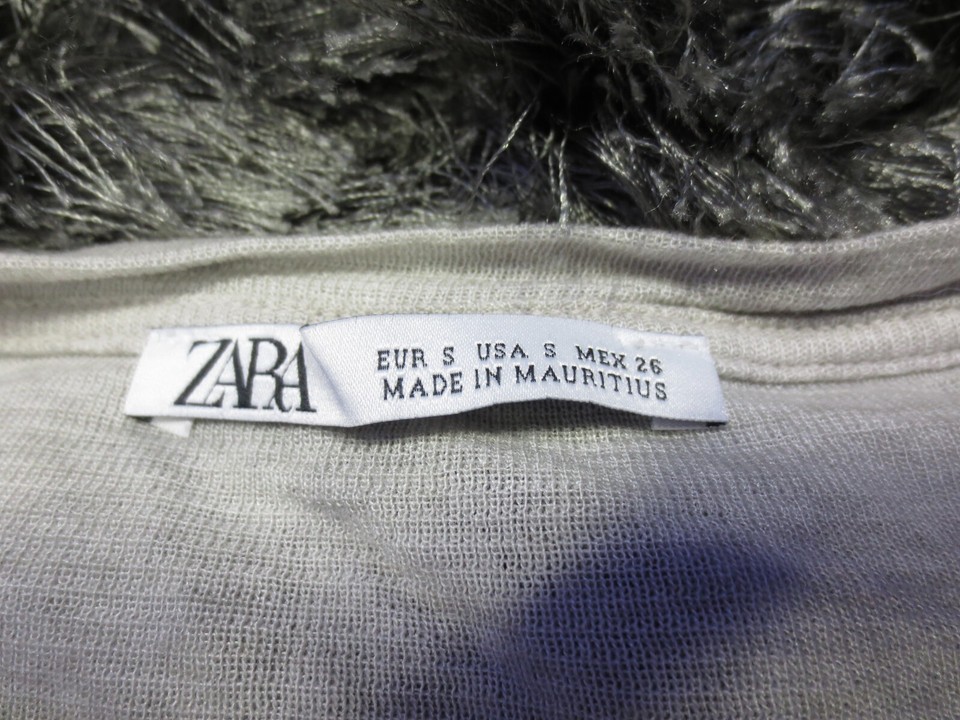 ZARA
EUR S USA S MEX 26
MADE IN MAURITIUS